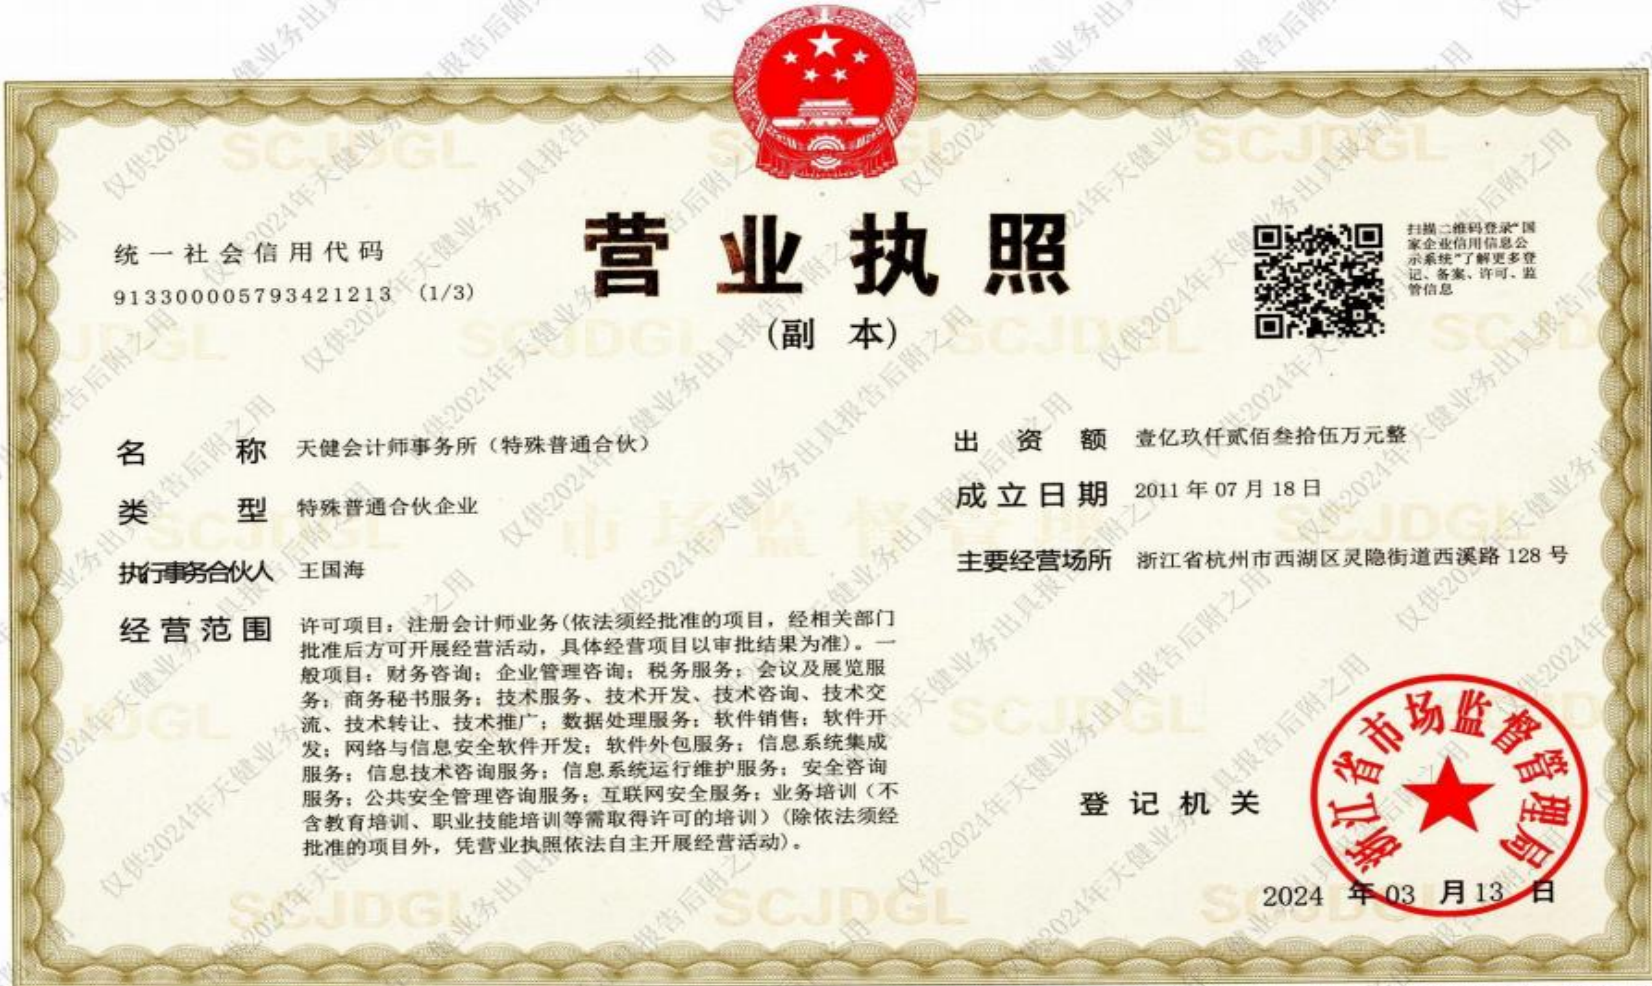 营业执照
(副 本)
统一社会信用代码
913300005793421213 (1/3)
扫描二维码登录“国
家企业信用信息公
示系统”了解更多登
记、备案、许可、监
管信息
名 称 天健会计师事务所（特殊普通合伙）
类 型 特殊普通合伙企业
执行事务合伙人 王国海
经营范围 许可项目：注册会计师业务(依法须经批准的项目，经相关部门
批准后方可开展经营活动，具体经营项目以审批结果为准)。一
般项目：财务咨询；企业管理咨询；税务服务；会议及展览服
务；商务秘书服务；技术服务、技术开发、技术咨询、技术交
流、技术转让、技术推广；数据处理服务；软件销售；软件开
发；网络与信息安全软件开发；软件外包服务；信息系统集成
服务；信息技术咨询服务；信息系统运行维护服务；安全咨询
服务；公共安全管理咨询服务；互联网安全服务；业务培训（不
含教育培训、职业技能培训等需取得许可的培训）(除依法须经
批准的项目外，凭营业执照依法自主开展经营活动)。
出 资 额 壹亿玖仟贰佰叁拾伍万元整
成立日期 2011 年 07 月 18 日
主要经营场所 浙江省杭州市西湖区灵隐街道西溪路 128 号
登记机关
浙江省市场监督管理局
2024 年 03 月 13 日
SCJDGL
市场监督管理
仅供2024年天健业务出具报告后附之用